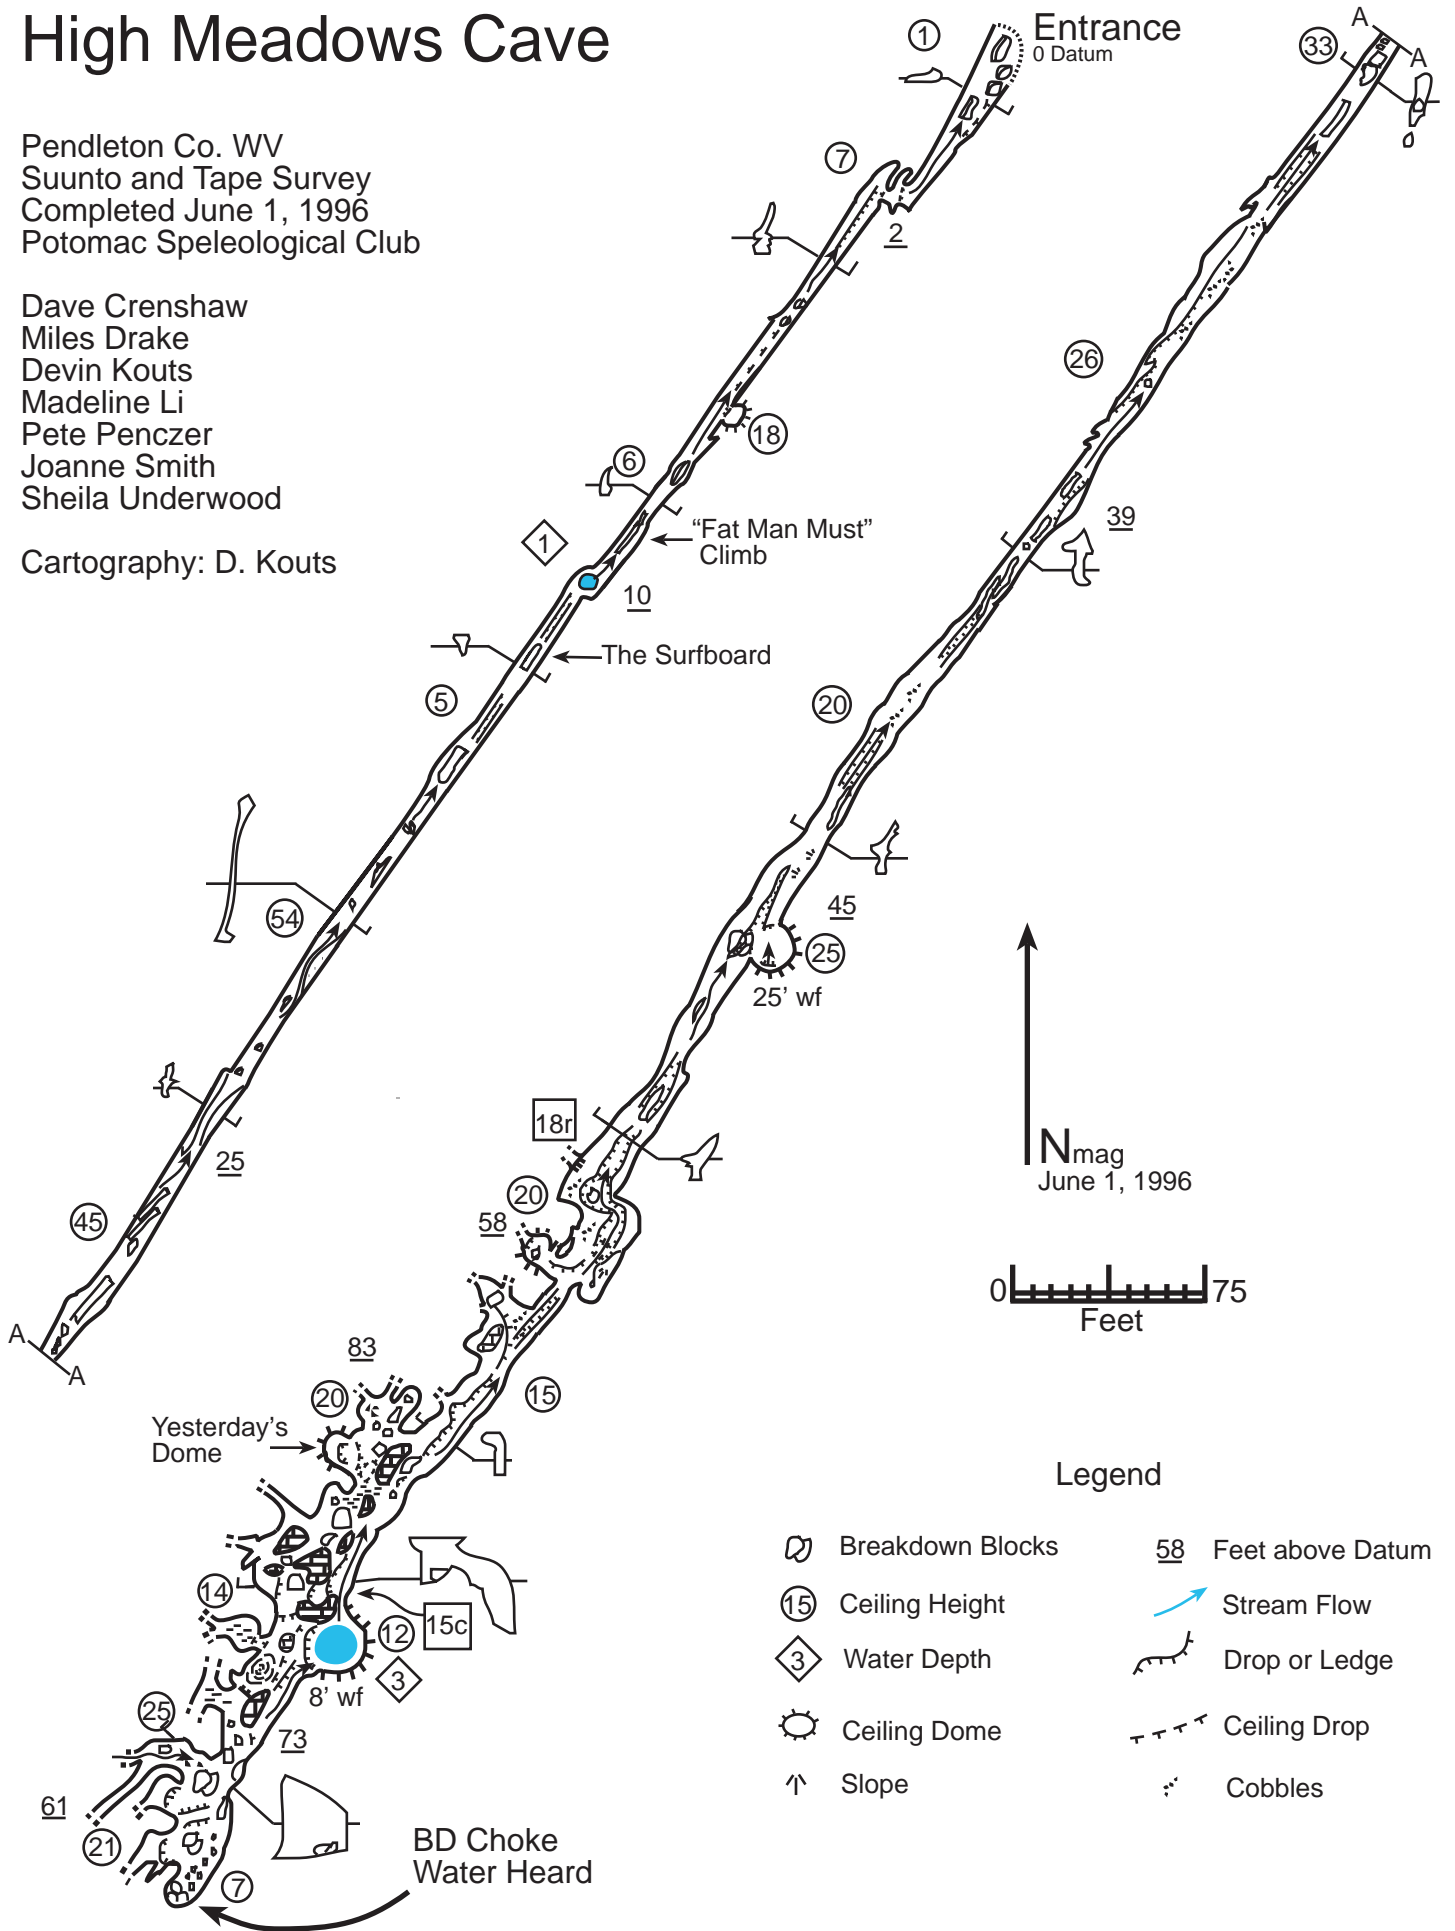 High Meadows Cave
Pendleton Co. WV
Suunto and Tape Survey
Completed June 1, 1996
Potomac Speleological Club
Dave Crenshaw
Miles Drake
Devin Kouts
Madeline Li
Pete Penczer
Joanne Smith
Sheila Underwood
Cartography: D. Kouts
Entrance
0 Datum
1
7
2
18
6
“Fat Man Must”
Climb
1
10
The Surfboard
5
54
25
45
A
A
A
A
33
26
39
20
45
25
25’ wf
18r
20
58
15
83
20
Yesterday’s
Dome
14
12
15c
3
8’ wf
25
73
61
21
7
BD Choke
Water Heard
Nmag
June 1, 1996
0 75
Feet
Legend
Breakdown Blocks
15 Ceiling Height
3 Water Depth
Ceiling Dome
Slope
58 Feet above Datum
Stream Flow
Drop or Ledge
Ceiling Drop
Cobbles